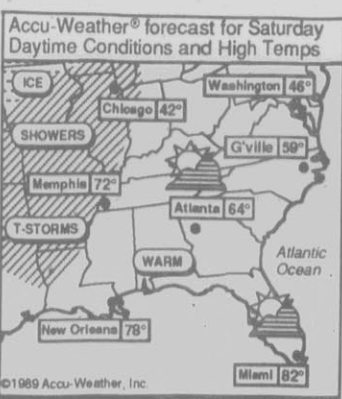 Accu-Weather® forecast for Saturday
Daytime Conditions and High Temps
ICE
Washington 46°
Chicago 42°
SHOWERS
G'ville 59°
Memphis 72°
Atlanta 64°
T-STORMS
WARM
Atlantic
Ocean
New Orleans 78°
Miami 82°
©1989 Accu-Weather, Inc.